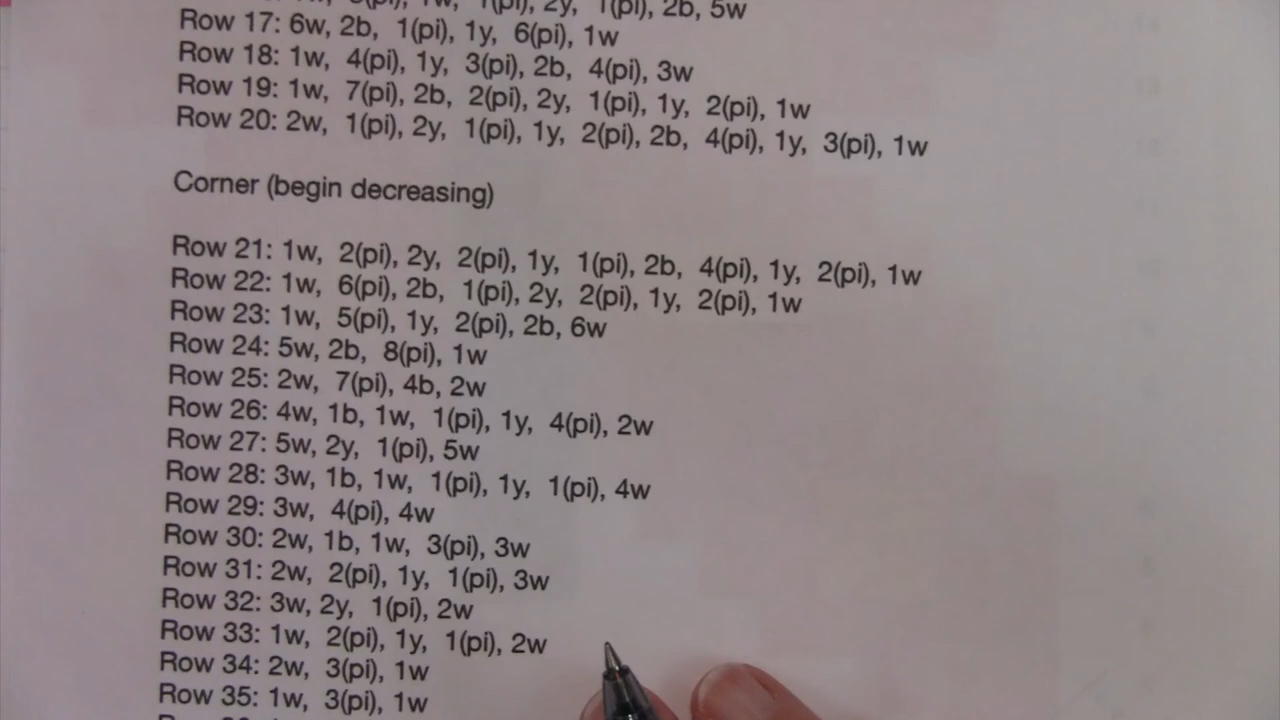 1w, 1(pi), 2y, 1(pi), 2b, 5w
Row 17: 6w, 2b, 1(pi), 1y, 6(pi), 1w
Row 18: 1w, 4(pi), 1y, 3(pi), 2b, 4(pi), 3w
Row 19: 1w, 7(pi), 2b, 2(pi), 2y, 1(pi), 1y, 2(pi), 1w
Row 20: 2w, 1(pi), 2y, 1(pi), 1y, 2(pi), 2b, 4(pi), 1y, 3(pi), 1w
Corner (begin decreasing)
Row 21: 1w, 2(pi), 2y, 2(pi), 1y, 1(pi), 2b, 4(pi), 1y, 2(pi), 1w
Row 22: 1w, 6(pi), 2b, 1(pi), 2y, 2(pi), 1y, 2(pi), 1w
Row 23: 1w, 5(pi), 1y, 2(pi), 2b, 6w
Row 24: 5w, 2b, 8(pi), 1w
Row 25: 2w, 7(pi), 4b, 2w
Row 26: 4w, 1b, 1w, 1(pi), 1y, 4(pi), 2w
Row 27: 5w, 2y, 1(pi), 5w
Row 28: 3w, 1b, 1w, 1(pi), 1y, 1(pi), 4w
Row 29: 3w, 4(pi), 4w
Row 30: 2w, 1b, 1w, 3(pi), 3w
Row 31: 2w, 2(pi), 1y, 1(pi), 3w
Row 32: 3w, 2y, 1(pi), 2w
Row 33: 1w, 2(pi), 1y, 1(pi), 2w
Row 34: 2w, 3(pi), 1w
Row 35: 1w, 3(pi), 1w